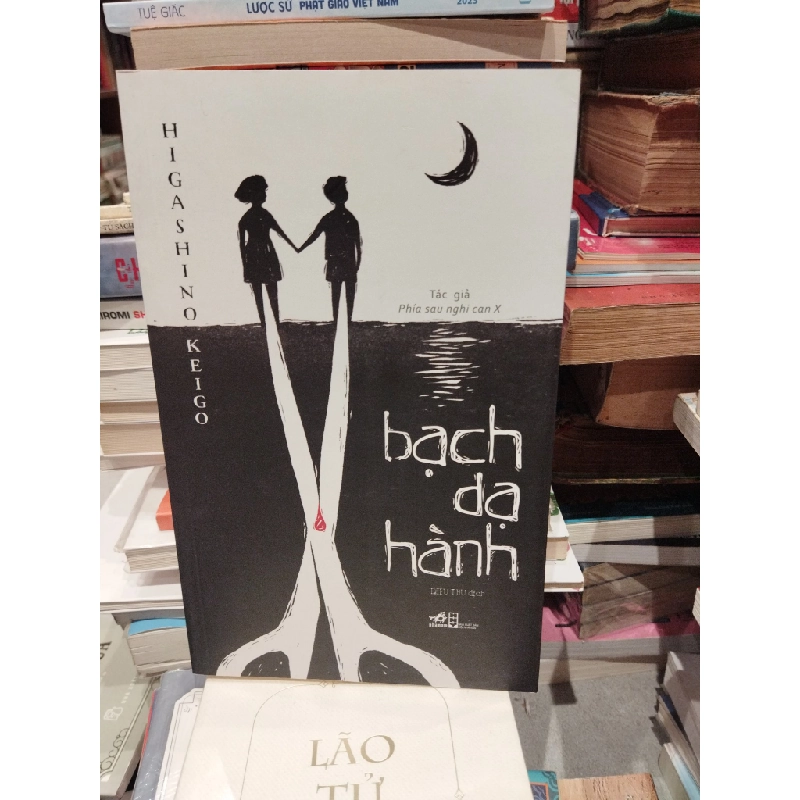 TUỆ GIÁC
LƯỢC SỬ PHẬT GIÁO VIỆT NAM
2025
HIGASHINO KEIGO
Tác giả
Phía sau nghi can X
bạch
dạ
hành
LÃO
TỬ